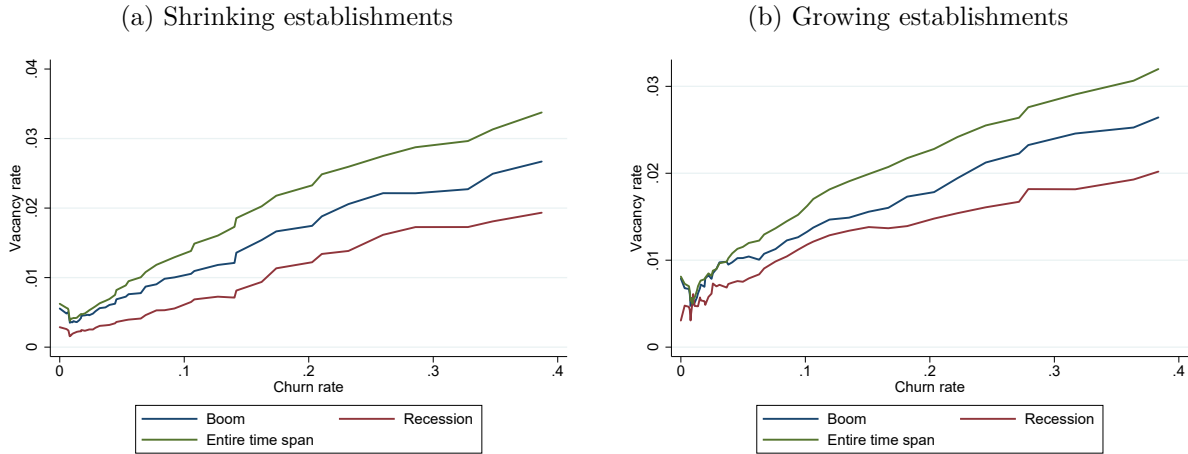 (a) Shrinking establishments
.04
.03
.02
.01
0
Vacancy rate
0 .1 .2 .3 .4
Churn rate
Boom Recession
Entire time span
(b) Growing establishments
.03
.02
.01
0
Vacancy rate
0 .1 .2 .3 .4
Churn rate
Boom Recession
Entire time span